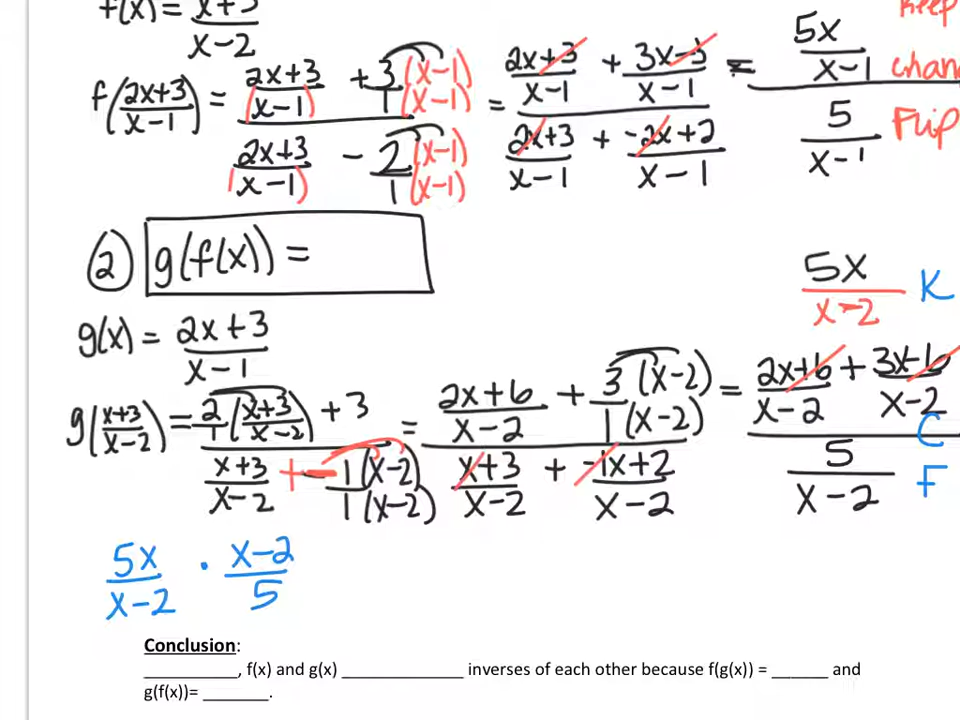 f(x) = x+3 / x−2
f(2x+3 / x−1) = (2x+3 / (x−1) + 3(x−1) / 1(x−1)) / (2x+3 / (x−1) − 2(x−1) / 1(x−1)) = (2x+3 / x−1 + 3x−3 / x−1) / (2x+3 / x−1 + −2x+2 / x−1) = (5x / x−1) / (5 / x−1)
Flip
② g(f(x)) =
5x / x−2 K
g(x) = 2x+3 / x−1
g(x+3 / x−2) = (2/1 (x+3 / x−2) + 3) / (x+3 / x−2 + −1(x−2) / 1(x−2)) = (2x+6 / x−2 + 3(x−2) / 1(x−2)) / (x+3 / x−2 + −1x+2 / x−2) = (2x+6 / x−2 + 3x−6 / x−2) / (5 / x−2) C F
5x / x−2 · x−2 / 5
Conclusion:
__________, f(x) and g(x) _____________ inverses of each other because f(g(x)) = ______ and
g(f(x))= _______.